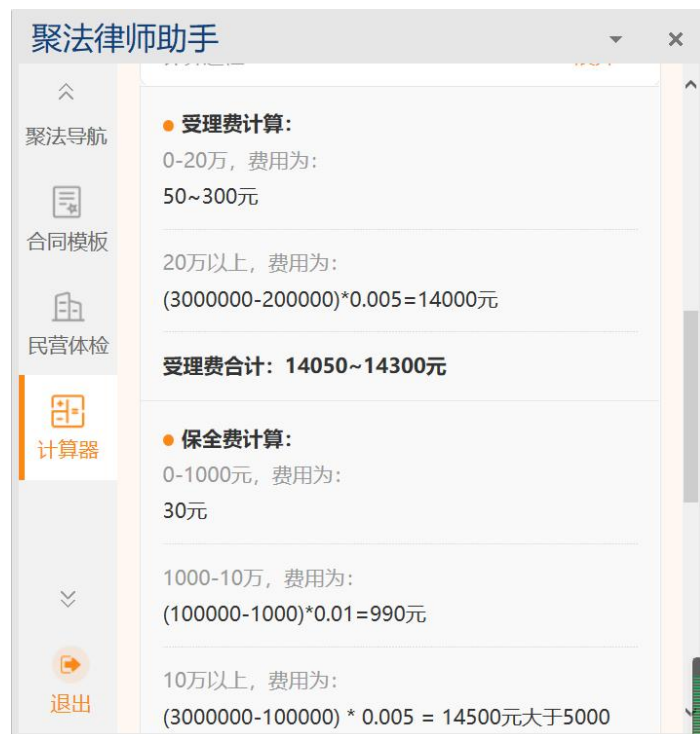 聚法律师助手
聚法导航
合同模板
民营体检
计算器
退出
受理费计算：
0-20万，费用为：
50~300元
20万以上，费用为：
(3000000-200000)*0.005=14000元
受理费合计：14050~14300元
保全费计算：
0-1000元，费用为：
30元
1000-10万，费用为：
(100000-1000)*0.01=990元
10万以上，费用为：
(3000000-100000) * 0.005 = 14500元大于5000